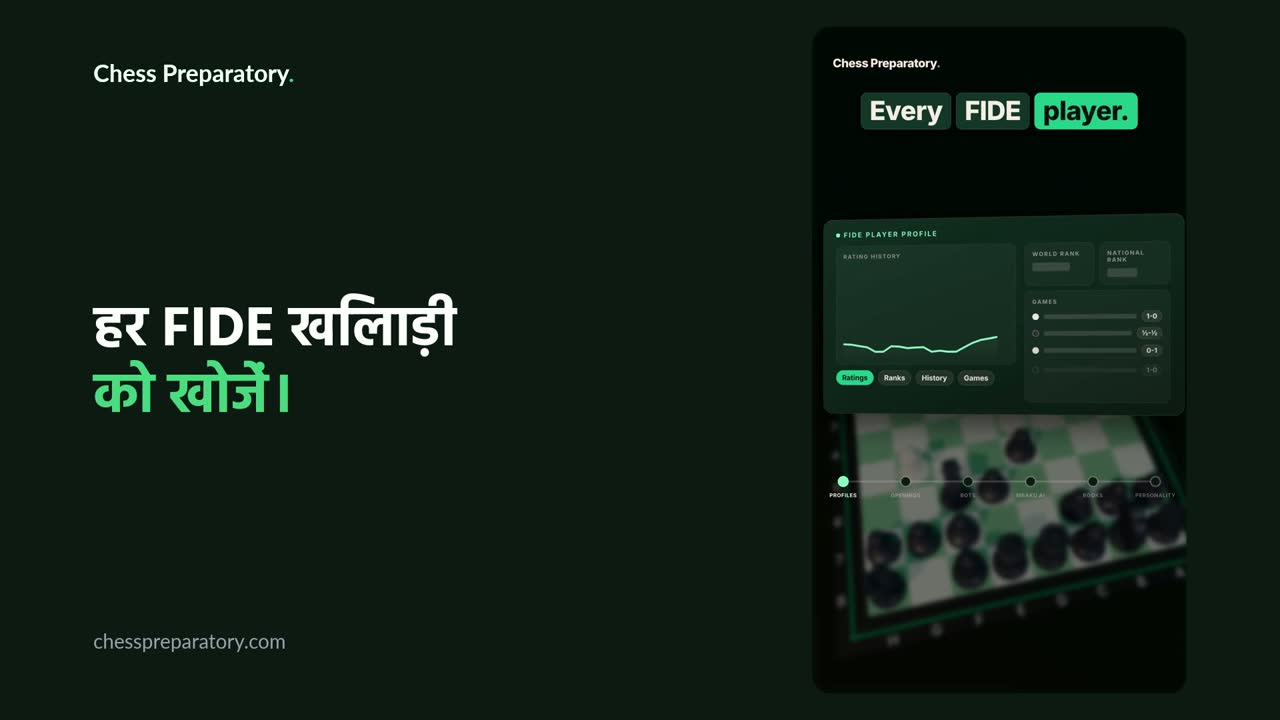 Chess Preparatory.
हर FIDE खिलाड़ी
को खोजें।
chesspreparatory.com
Chess Preparatory.
Every FIDE player.
FIDE PLAYER PROFILE
RATING HISTORY
WORLD RANK
NATIONAL RANK
GAMES
1-0
½-½
0-1
1-0
Ratings Ranks History Games
PROFILES OPENINGS BOTS MIRAKU AI BOOKS PERSONALITY